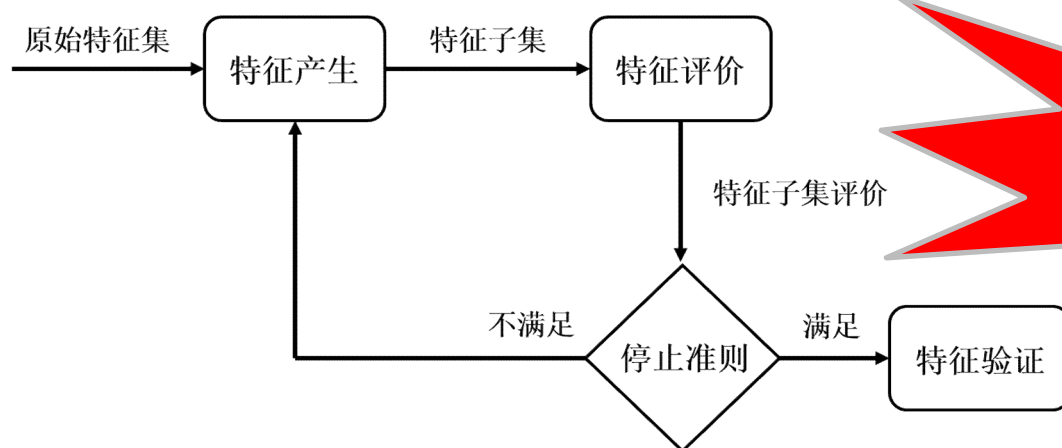 原始特征集
特征产生
特征子集
特征评价
特征子集评价
不满足
停止准则
满足
特征验证